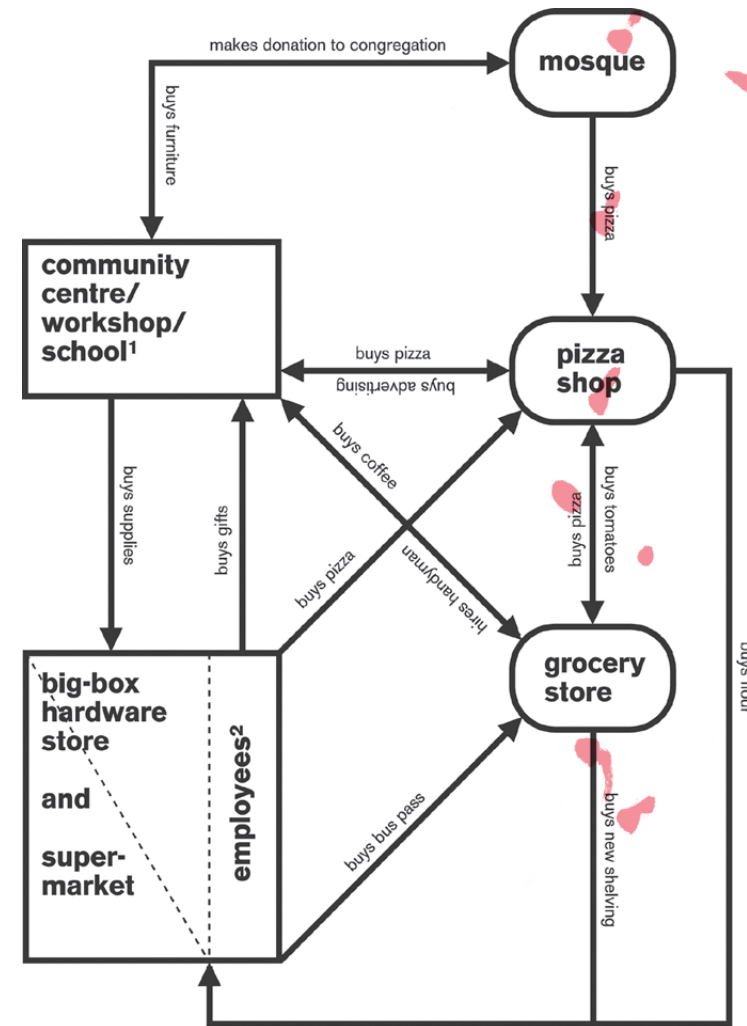 makes donation to congregation
mosque
buys furniture
buys pizza
community
centre/
workshop/
school¹
buys pizza
buys advertising
pizza
shop
buys coffee
hires handyman
buys supplies
buys gifts
buys pizza
buys pizza
buys tomatoes
big-box
hardware
store
and
super-
market
employees²
grocery
store
buys bus pass
buys new shelving
buys flour